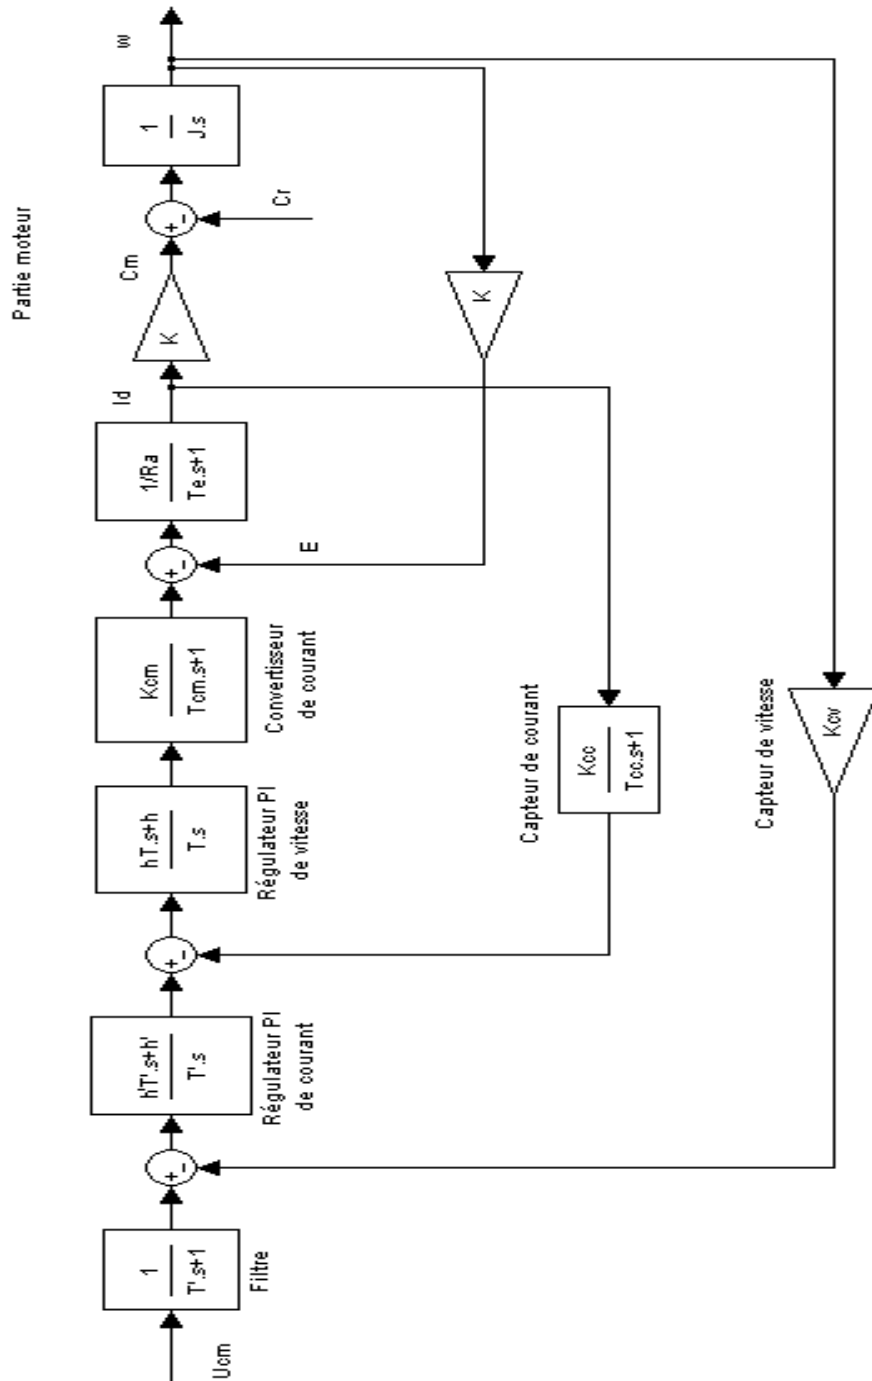 Partie moteur
Ucm
1
T'.s+1
Filtre
+
-
h'T'.s+h'
T'.s
Régulateur PI
de courant
+
-
hT.s+h
T.s
Régulateur PI
de vitesse
Kcm
Tcm.s+1
Convertisseur
de courant
+
-
E
1/Ra
Te.s+1
Id
K
Cm
+
-
Cr
1
J.s
w
K
Capteur de courant
Kcc
Tcc.s+1
Capteur de vitesse
Kcv